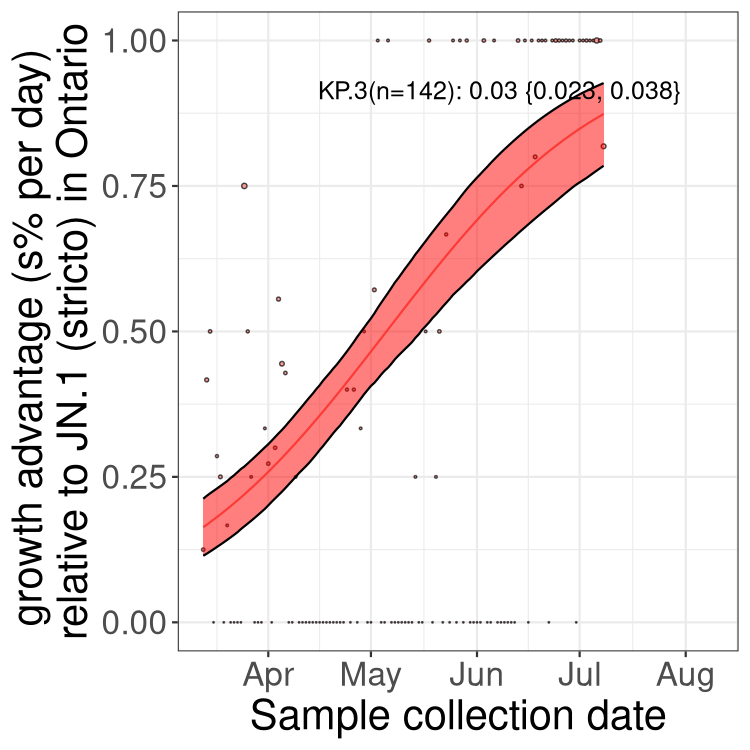 growth advantage (s% per day)
relative to JN.1 (stricto) in Ontario
1.00
0.75
0.50
0.25
0.00
KP.3(n=142): 0.03 {0.023, 0.038}
Apr May Jun Jul Aug
Sample collection date